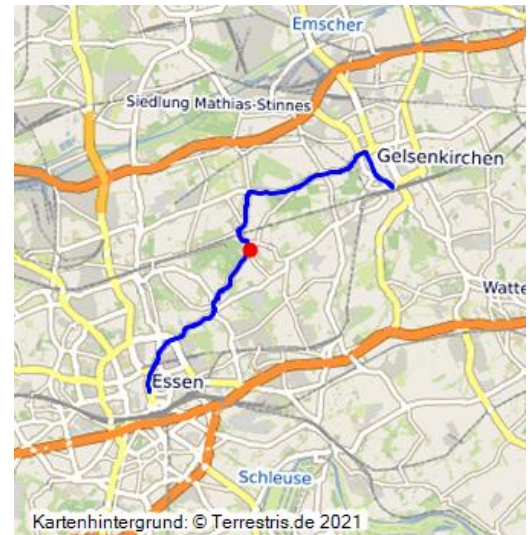 Emscher
Siedlung Mathias-Stinnes
Gelsenkirchen
Watte
Essen
Schleuse
Kartenhintergrund: © Terrestris.de 2021